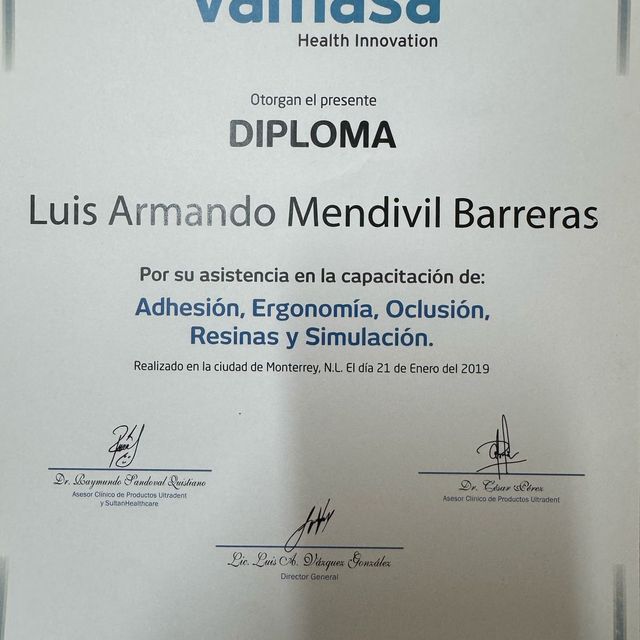 vamasa
Health Innovation
Otorgan el presente
DIPLOMA
Luis Armando Mendivil Barreras
Por su asistencia en la capacitación de:
Adhesión, Ergonomía, Oclusión,
Resinas y Simulación.
Realizado en la ciudad de Monterrey, N.L. El día 21 de Enero del 2019
Dr. Raymundo Sandoval Quistiano
Asesor Clínico de Productos Ultradent
y SultanHealthcare
Dr. César Pérez
Asesor Clínico de Productos Ultradent
Lic. Luis A. Vázquez González
Director General